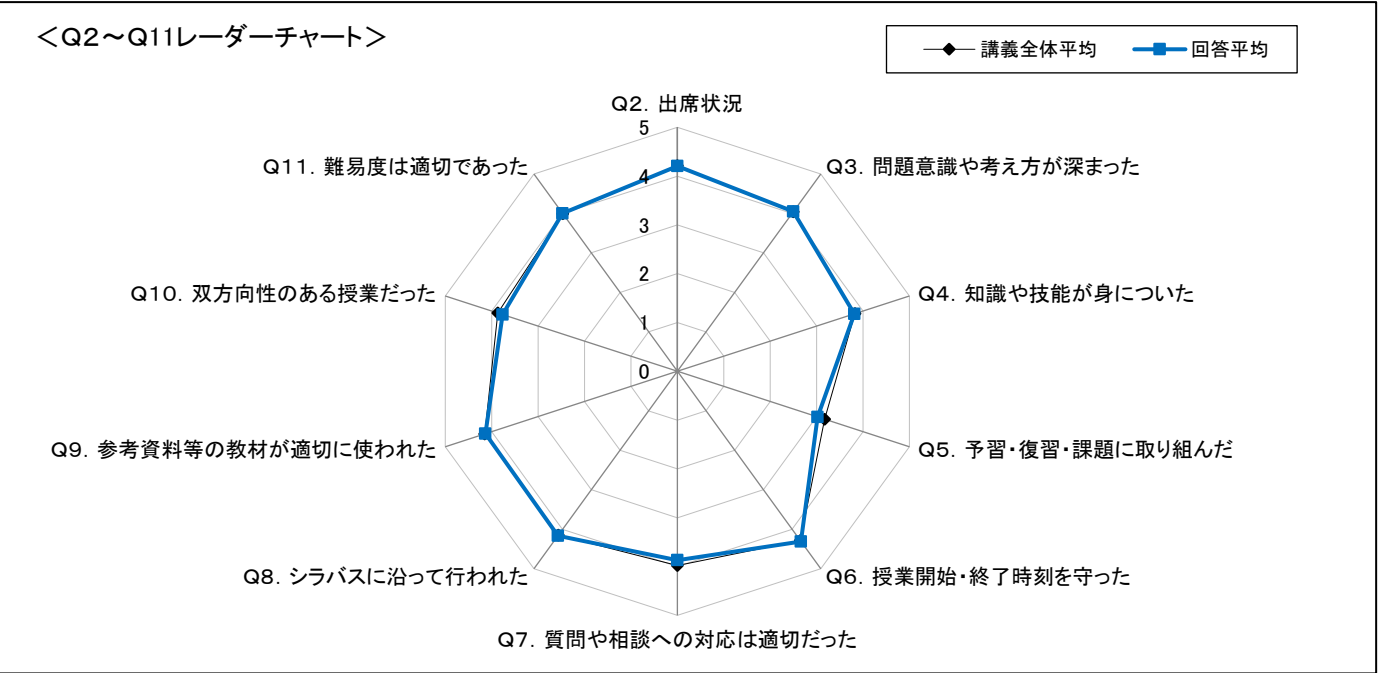 ＜Q2～Q11レーダーチャート＞
講義全体平均
回答平均
Q2．出席状況
Q3．問題意識や考え方が深まった
Q4．知識や技能が身についた
Q5．予習・復習・課題に取り組んだ
Q6．授業開始・終了時刻を守った
Q7．質問や相談への対応は適切だった
Q8．シラバスに沿って行われた
Q9．参考資料等の教材が適切に使われた
Q10．双方向性のある授業だった
Q11．難易度は適切であった
5
4
3
2
1
0